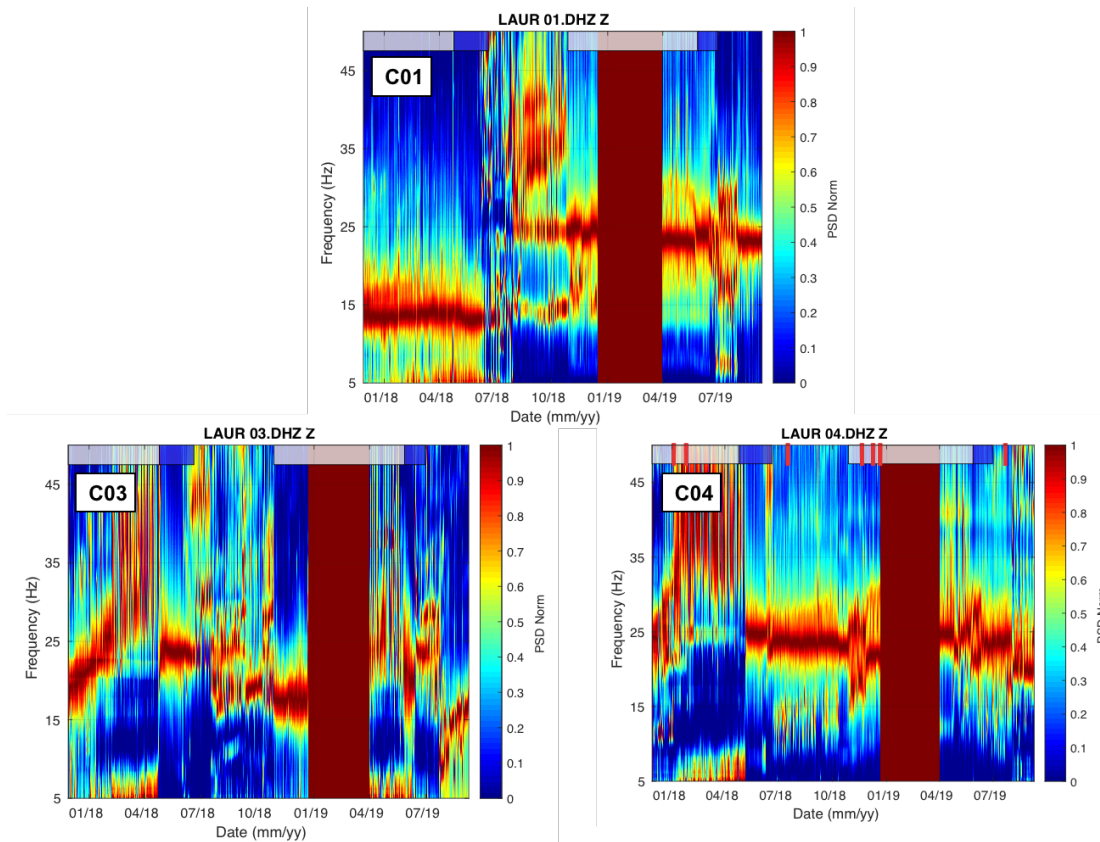 LAUR 01.DHZ Z
C01
Frequency (Hz)
45
35
25
15
5
01/18 04/18 07/18 10/18 01/19 04/19 07/19
Date (mm/yy)
1
0.9
0.8
0.7
0.6
0.5
0.4
0.3
0.2
0.1
0
PSD Norm
LAUR 03.DHZ Z
C03
Frequency (Hz)
45
35
25
15
5
01/18 04/18 07/18 10/18 01/19 04/19 07/19
Date (mm/yy)
1
0.9
0.8
0.7
0.6
0.5
0.4
0.3
0.2
0.1
0
PSD Norm
LAUR 04.DHZ Z
C04
Frequency (Hz)
45
35
25
15
5
01/18 04/18 07/18 10/18 01/19 04/19 07/19
Date (mm/yy)
1
0.9
0.8
0.7
0.6
0.5
0.4
0.3
0.2
0.1
0
PSD Norm